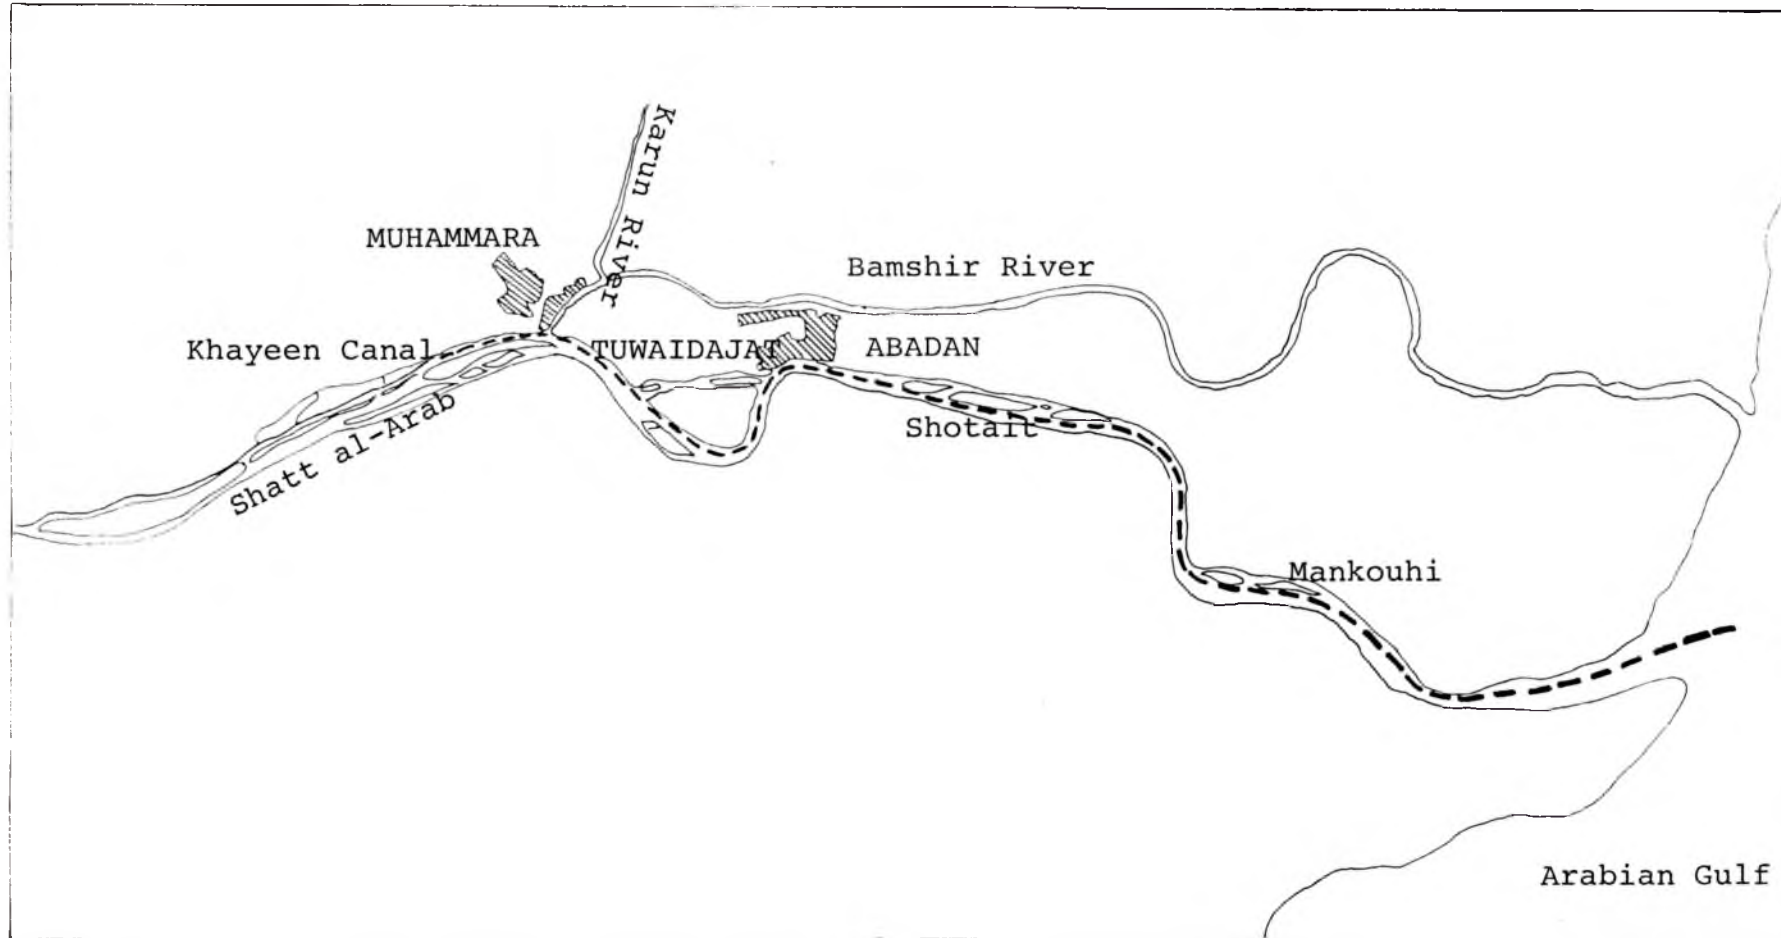 Karun River
MUHAMMARA
Bamshir River
Khayeen Canal
TUWAIDAJAT
ABADAN
Shatt al-Arab
Shotait
Mankouhi
Arabian Gulf